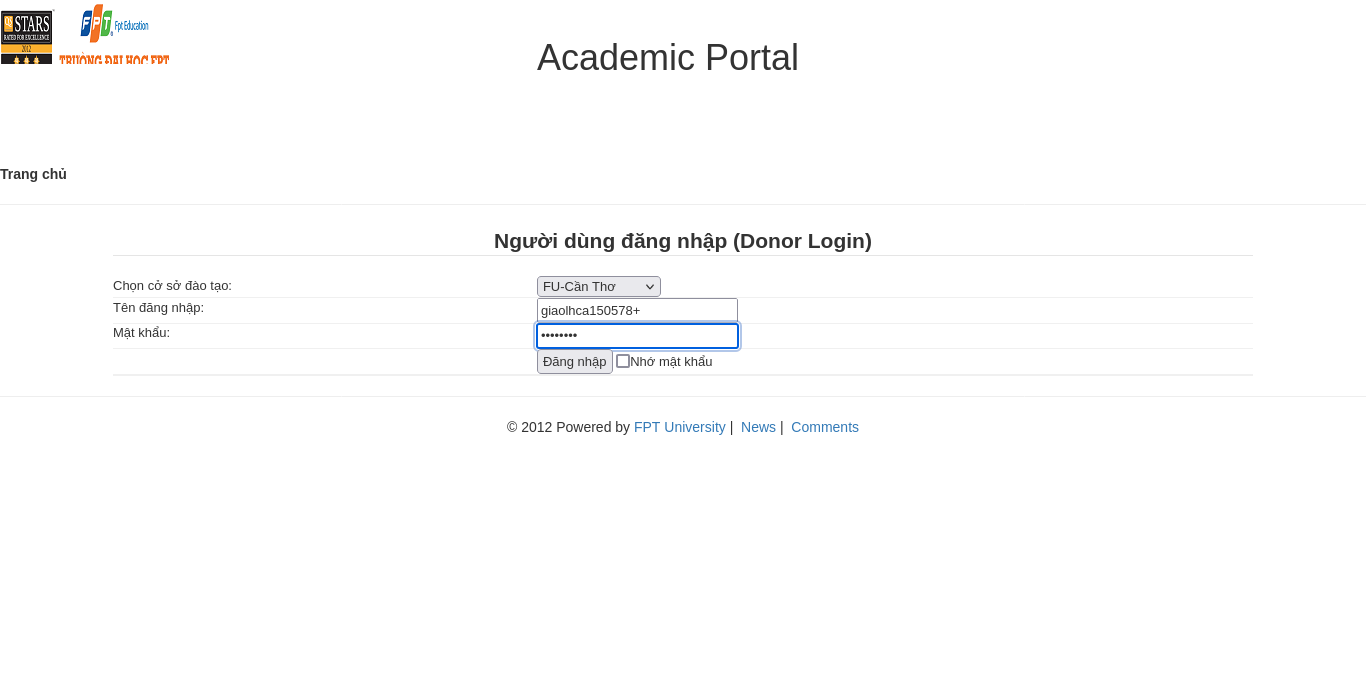 STARS
RATED FOR EXCELLENCE
2012
FPT Fpt Education
TRƯỜNG ĐẠI HỌC FPT
Academic Portal
Trang chủ
Người dùng đăng nhập (Donor Login)
Chọn cở sở đào tạo: FU-Cần Thơ
Tên đăng nhập: giaolhca150578+
Mật khẩu: ••••••••
Đăng nhập Nhớ mật khẩu
© 2012 Powered by FPT University | News | Comments